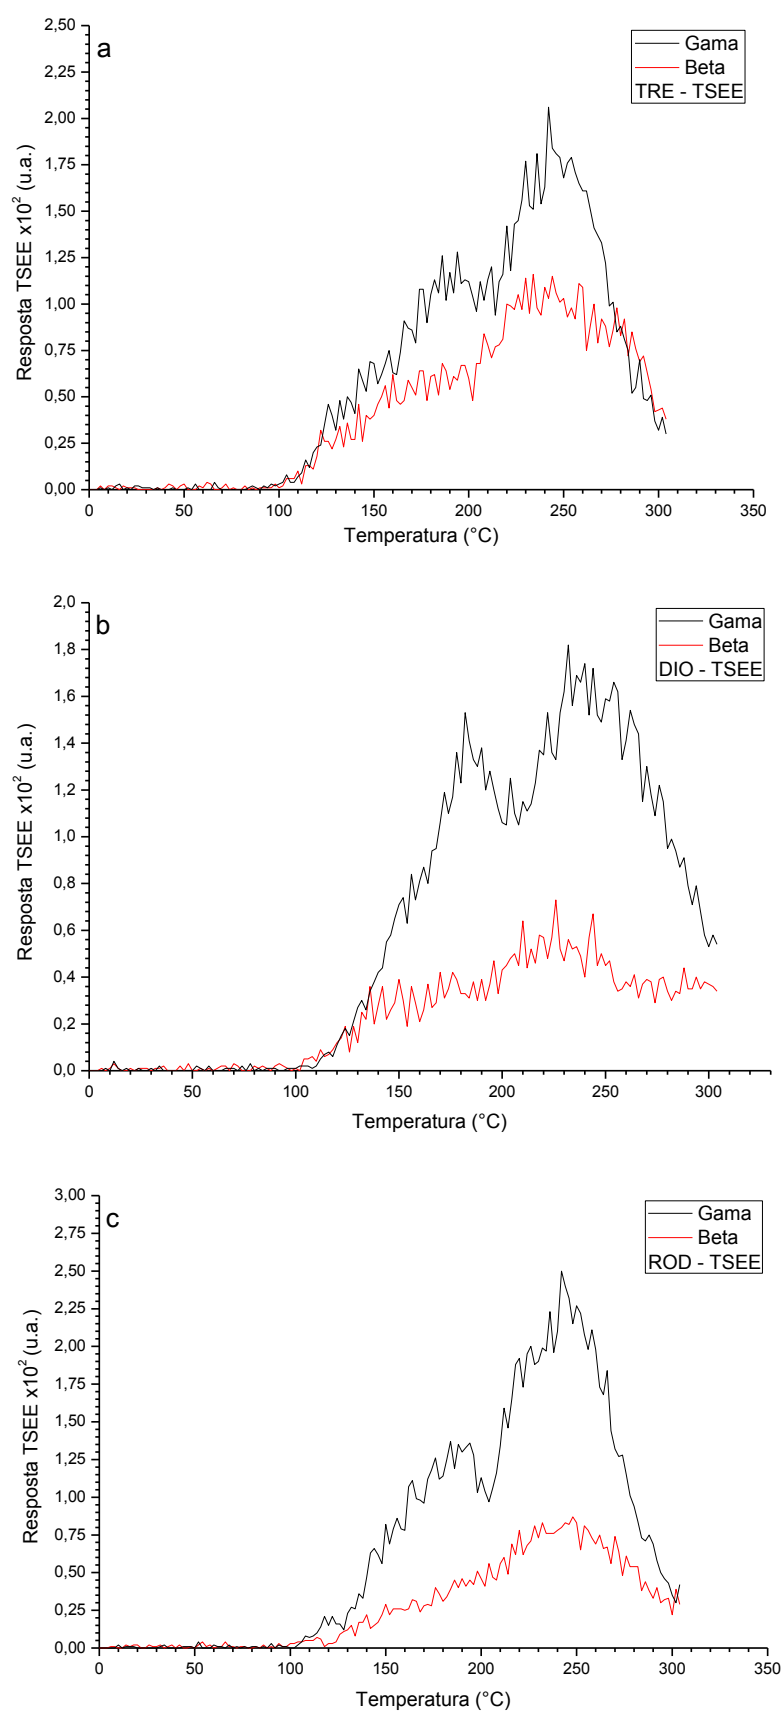 a
Gama
Beta
TRE - TSEE
Resposta TSEE x10² (u.a.)
2,50
2,25
2,00
1,75
1,50
1,25
1,00
0,75
0,50
0,25
0,00
0 50 100 150 200 250 300 350
Temperatura (°C)
b
Gama
Beta
DIO - TSEE
Resposta TSEE x10² (u.a.)
2,0
1,8
1,6
1,4
1,2
1,0
0,8
0,6
0,4
0,2
0,0
0 50 100 150 200 250 300
Temperatura (°C)
c
Gama
Beta
ROD - TSEE
Resposta TSEE x10² (u.a.)
3,00
2,75
2,50
2,25
2,00
1,75
1,50
1,25
1,00
0,75
0,50
0,25
0,00
0 50 100 150 200 250 300 350
Temperatura (°C)